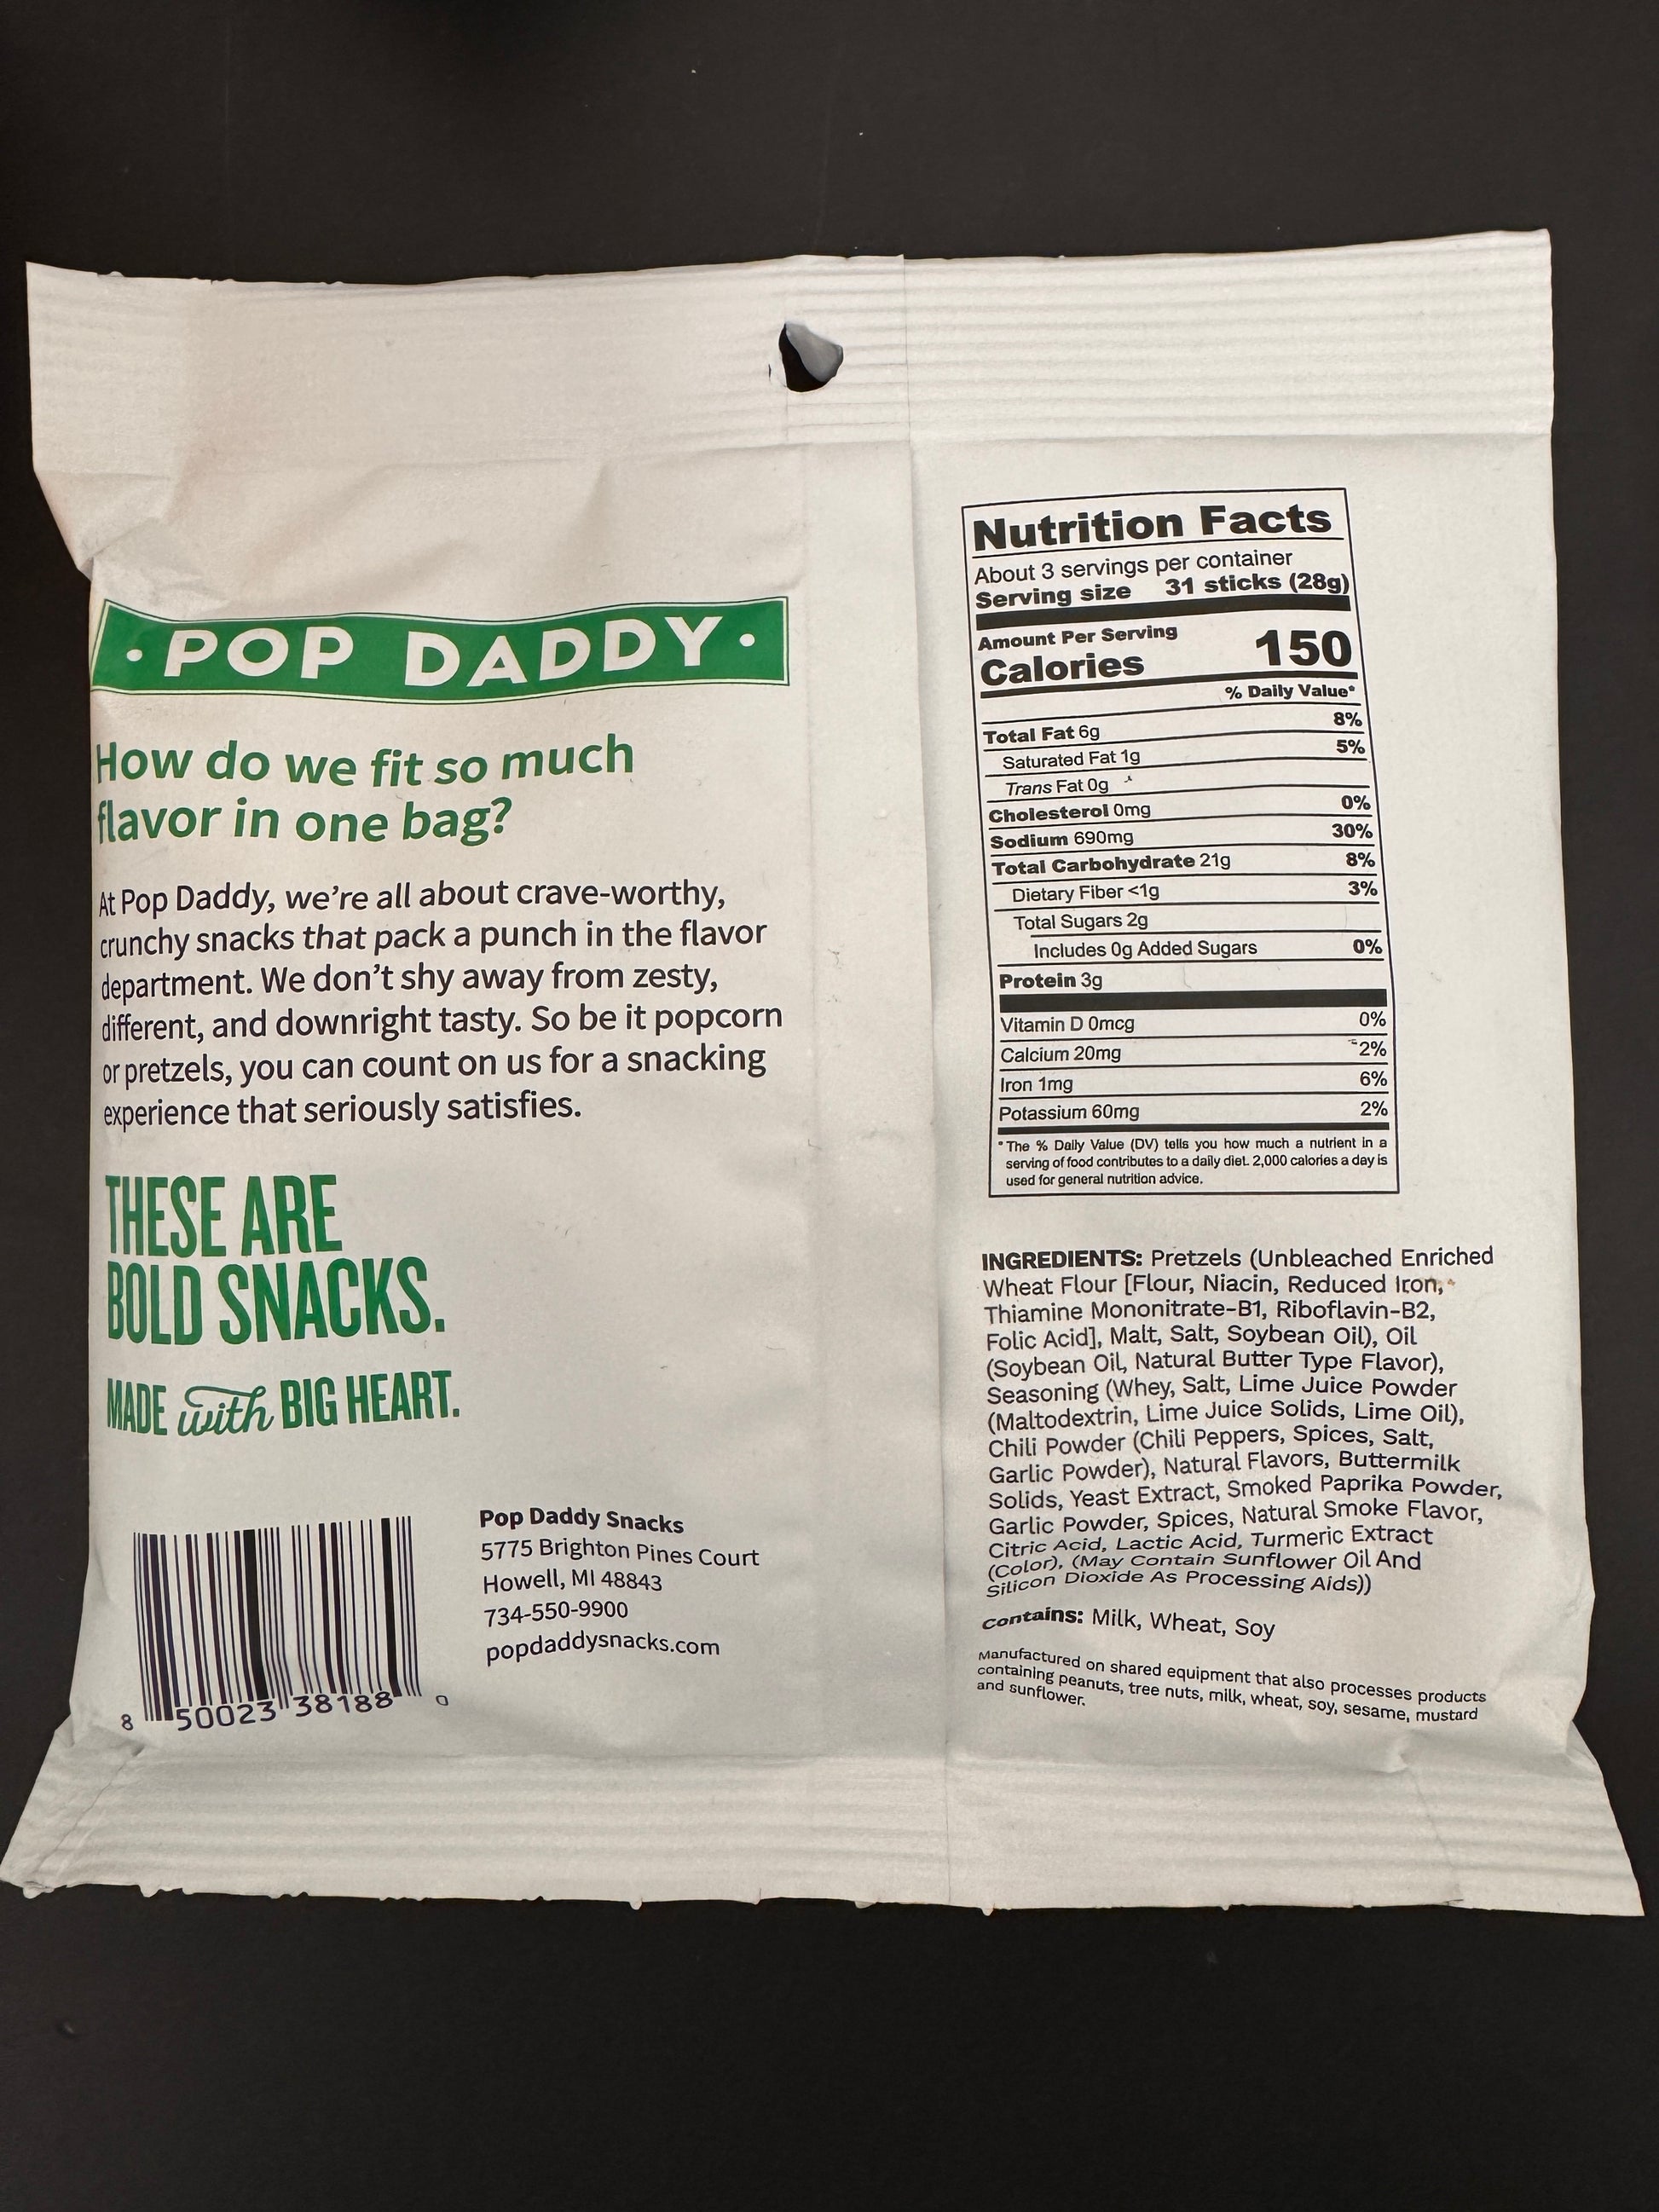 · POP DADDY ·
How do we fit so much
flavor in one bag?
At Pop Daddy, we're all about crave-worthy,
crunchy snacks that pack a punch in the flavor
department. We don't shy away from zesty,
different, and downright tasty. So be it popcorn
or pretzels, you can count on us for a snacking
experience that seriously satisfies.
THESE ARE
BOLD SNACKS.
MADE with BIG HEART.
8 50023 38188 0
Pop Daddy Snacks
5775 Brighton Pines Court
Howell, MI 48843
734-550-9900
popdaddysnacks.com
Nutrition Facts
About 3 servings per container
Serving size 31 sticks (28g)
Amount Per Serving
Calories 150
% Daily Value*
Total Fat 6g 8%
Saturated Fat 1g 5%
Trans Fat 0g
Cholesterol 0mg 0%
Sodium 690mg 30%
Total Carbohydrate 21g 8%
Dietary Fiber <1g 3%
Total Sugars 2g
Includes 0g Added Sugars 0%
Protein 3g
Vitamin D 0mcg 0%
Calcium 20mg 2%
Iron 1mg 6%
Potassium 60mg 2%
* The % Daily Value (DV) tells you how much a nutrient in a
serving of food contributes to a daily diet. 2,000 calories a day is
used for general nutrition advice.
INGREDIENTS: Pretzels (Unbleached Enriched
Wheat Flour [Flour, Niacin, Reduced Iron,
Thiamine Mononitrate-B1, Riboflavin-B2,
Folic Acid], Malt, Salt, Soybean Oil), Oil
(Soybean Oil, Natural Butter Type Flavor),
Seasoning (Whey, Salt, Lime Juice Powder
(Maltodextrin, Lime Juice Solids, Lime Oil),
Chili Powder (Chili Peppers, Spices, Salt,
Garlic Powder), Natural Flavors, Buttermilk
Solids, Yeast Extract, Smoked Paprika Powder,
Garlic Powder, Spices, Natural Smoke Flavor,
Citric Acid, Lactic Acid, Turmeric Extract
(Color), (May Contain Sunflower Oil And
Silicon Dioxide As Processing Aids))
Contains: Milk, Wheat, Soy
Manufactured on shared equipment that also processes products
containing peanuts, tree nuts, milk, wheat, soy, sesame, mustard
and sunflower.